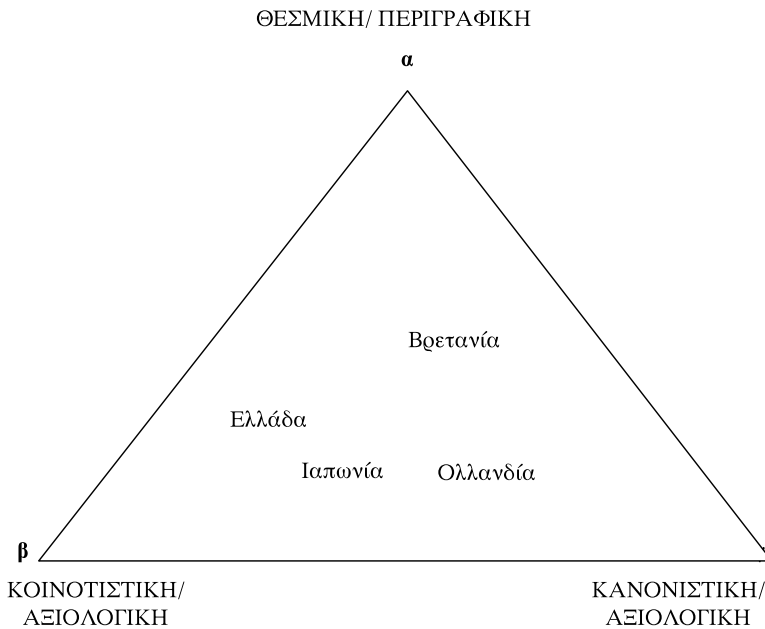 ΘΕΣΜΙΚΗ/ ΠΕΡΙΓΡΑΦΙΚΗ
α
Βρετανία
Ελλάδα
Ιαπωνία Ολλανδία
β
ΚΟΙΝΟΤΙΣΤΙΚΗ/ ΚΑΝΟΝΙΣΤΙΚΗ/
ΑΞΙΟΛΟΓΙΚΗ ΑΞΙΟΛΟΓΙΚΗ